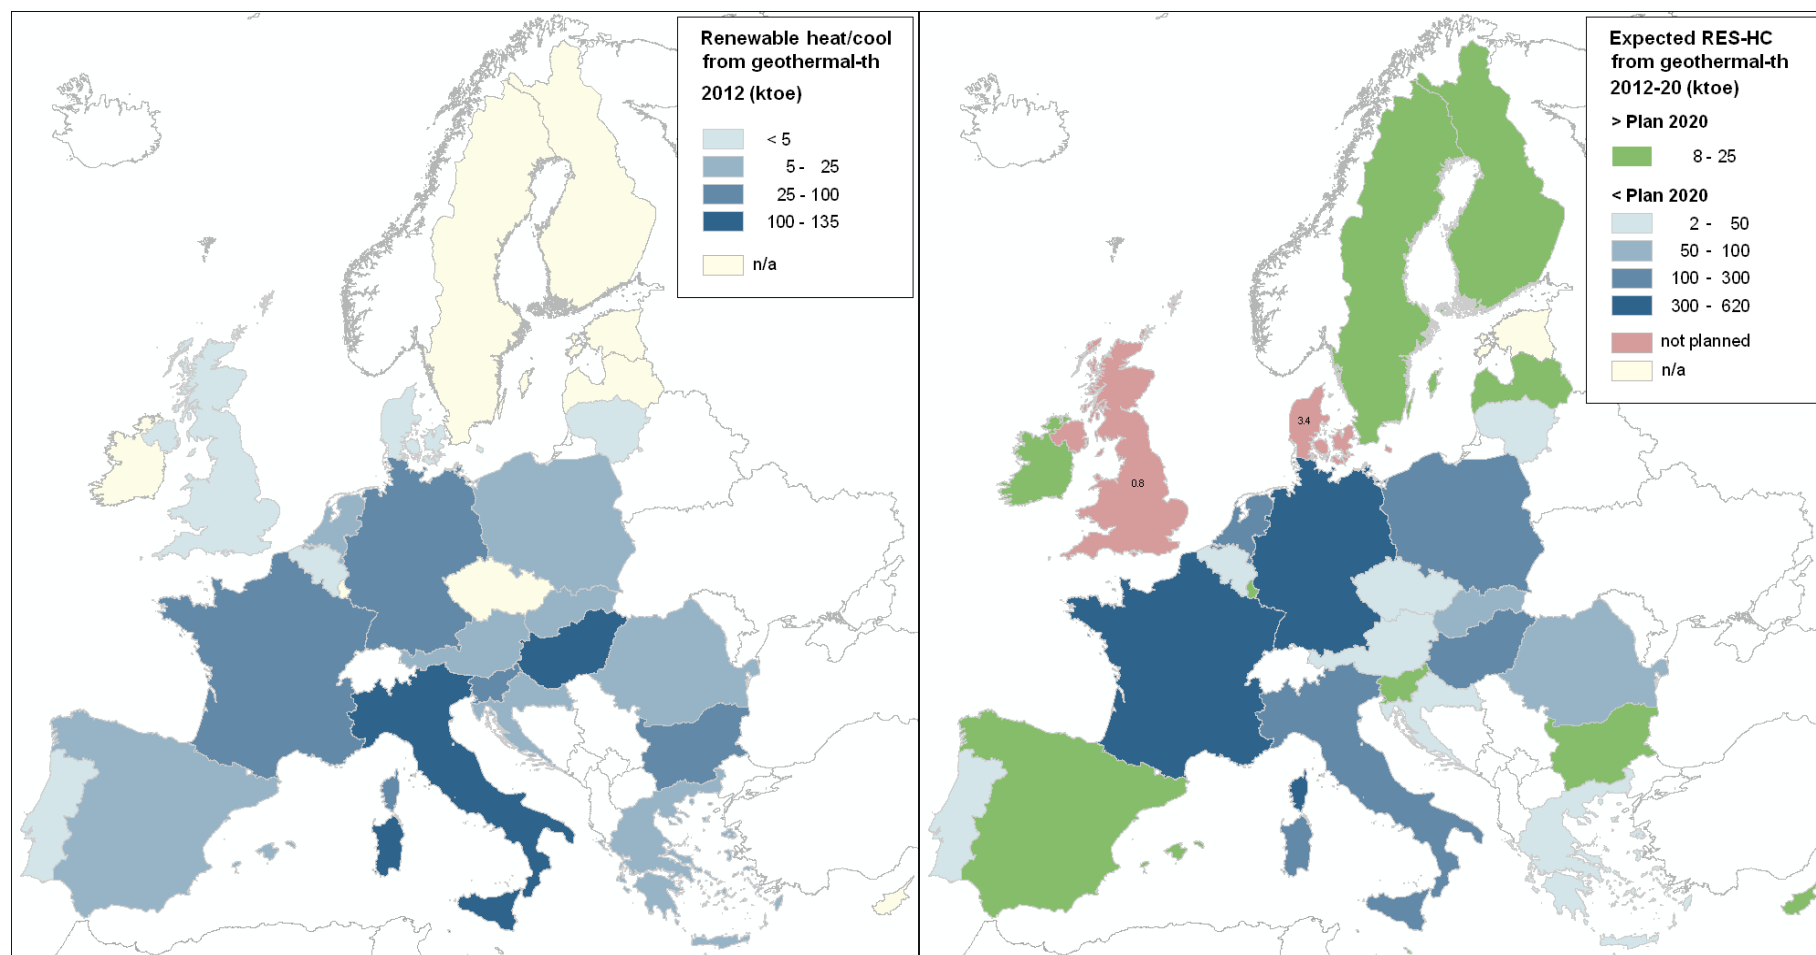 Renewable heat/cool
from geothermal-th
2012 (ktoe)
< 5
5 - 25
25 - 100
100 - 135
n/a
Expected RES-HC
from geothermal-th
2012-20 (ktoe)
> Plan 2020
8 - 25
< Plan 2020
2 - 50
50 - 100
100 - 300
300 - 620
not planned
n/a
3.4
0.8